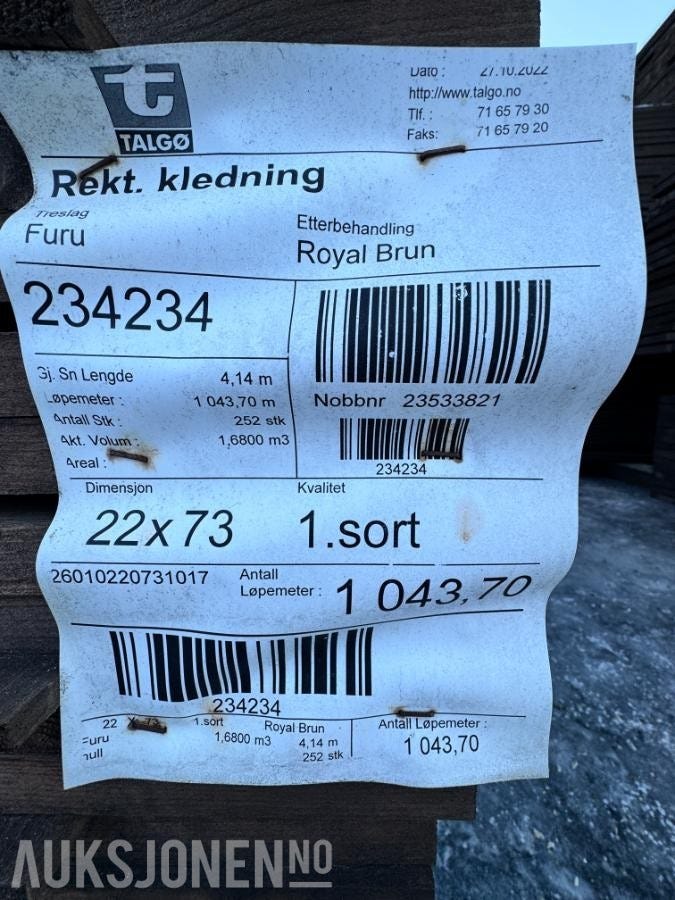 TALGØ
Dato : 27.10.2022
http://www.talgo.no
Tlf. : 71 65 79 30
Faks: 71 65 79 20
Rekt. kledning
Treslag
Furu
Etterbehandling
Royal Brun
234234
Gj. Sn Lengde 4,14 m
Løpemeter : 1 043,70 m
Antall Stk : 252 stk
Akt. Volum : 1,6800 m3
Areal :
Nobbnr 23533821
234234
Dimensjon
22x73
Kvalitet
1.sort
26010220731017
Antall
Løpemeter : 1 043,70
234234
22 X 73 1.sort Royal Brun
Furu 1,6800 m3 4,14 m
null 252 stk
Antall Løpemeter :
1 043,70
AUKSJONEN NO